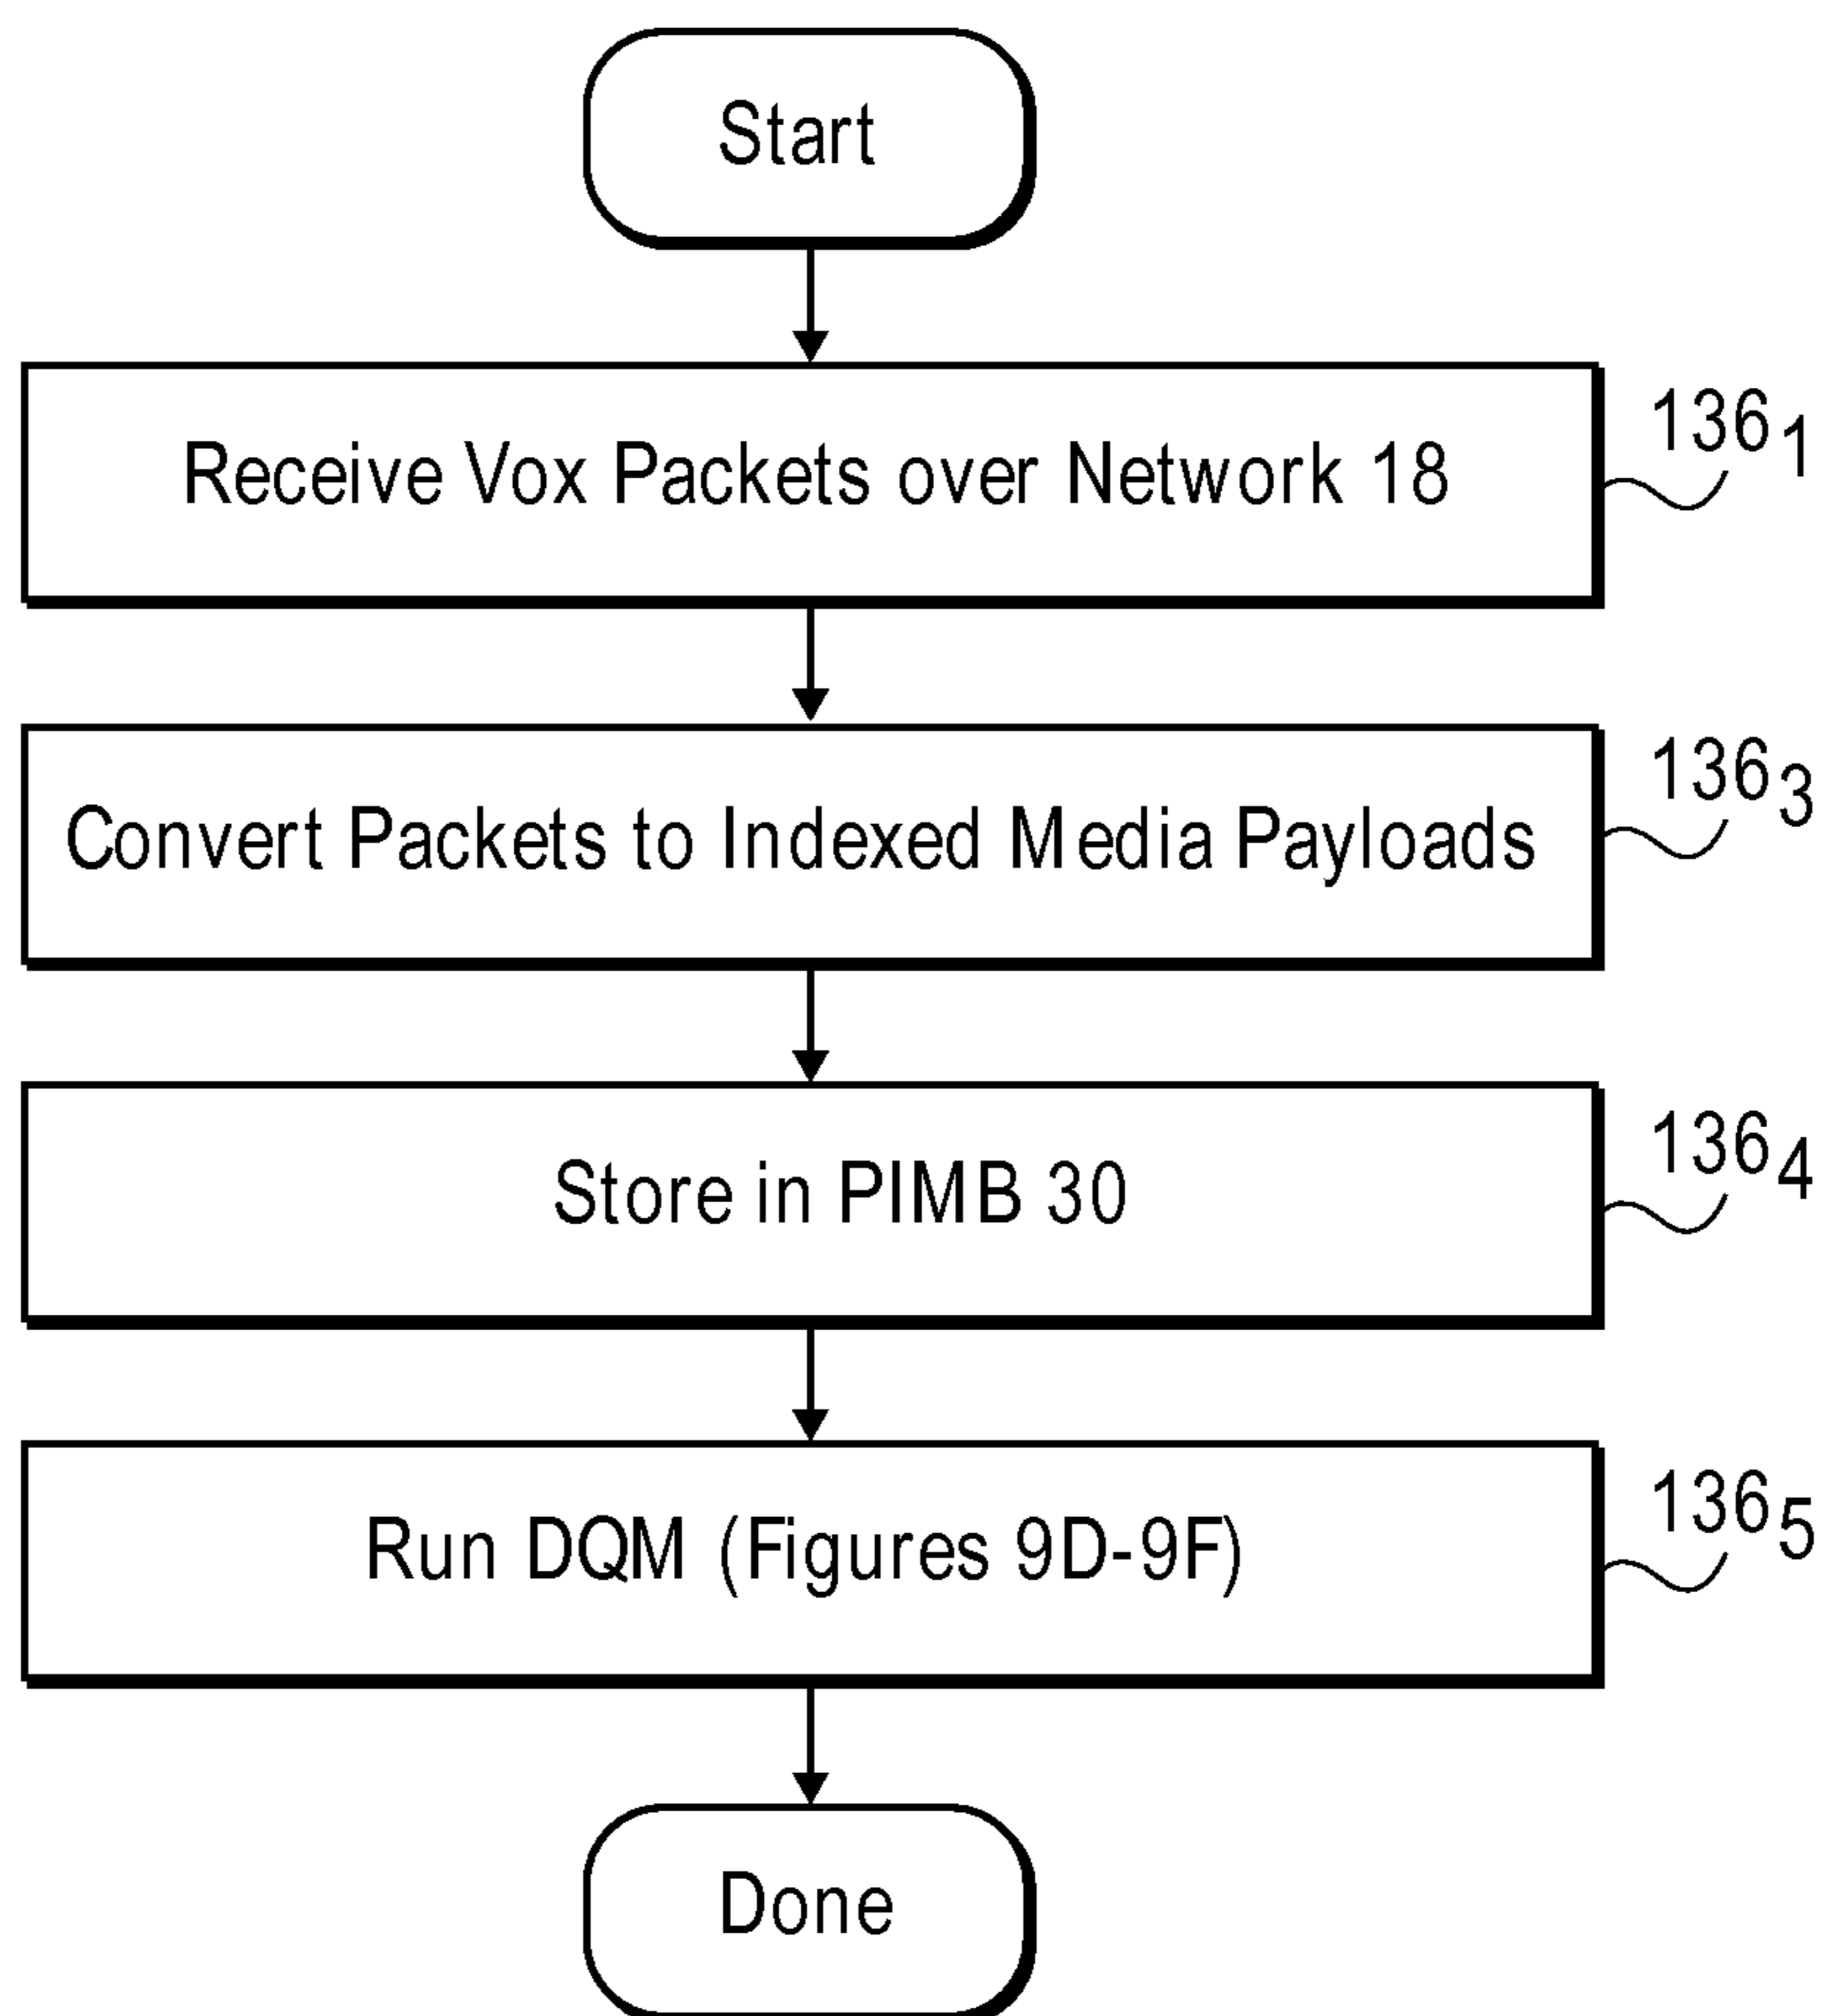 Start
Receive Vox Packets over Network 18
136₁
Convert Packets to Indexed Media Payloads
136₃
Store in PIMB 30
136₄
Run DQM (Figures 9D-9F)
136₅
Done